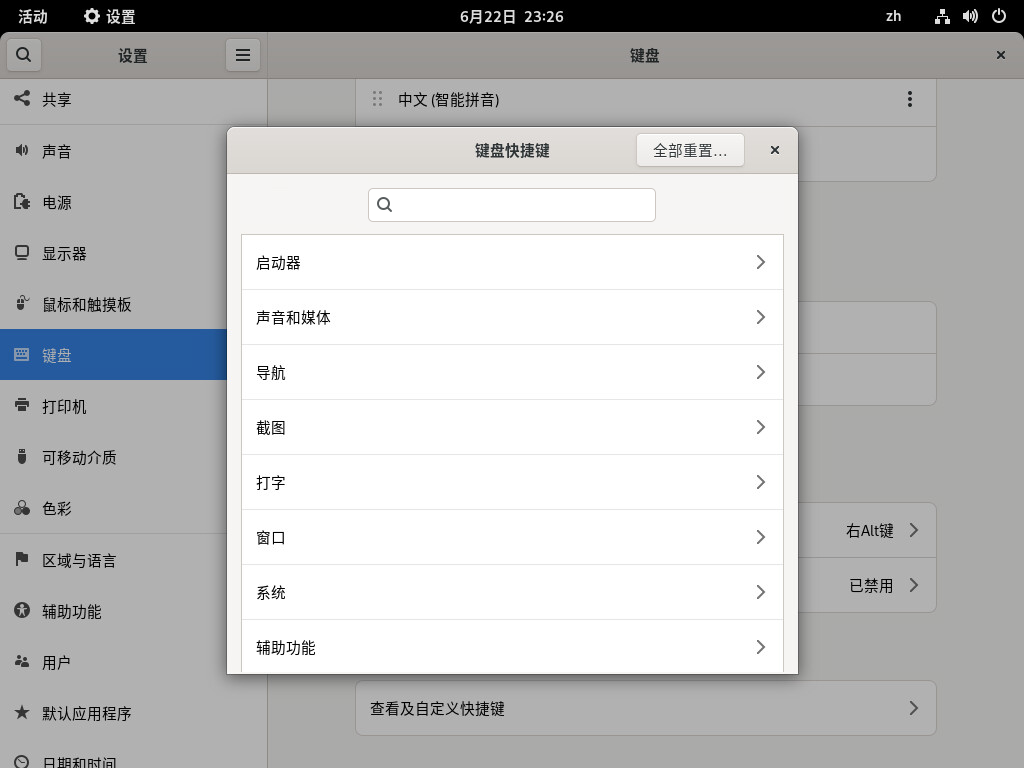 活动
设置
6月22日 23:26
zh
设置
键盘
共享
声音
电源
显示器
鼠标和触摸板
键盘
打印机
可移动介质
色彩
区域与语言
辅助功能
用户
默认应用程序
日期和时间
中文 (智能拼音)
键盘快捷键
全部重置…
启动器
声音和媒体
导航
截图
打字
窗口
系统
辅助功能
右Alt键
已禁用
查看及自定义快捷键